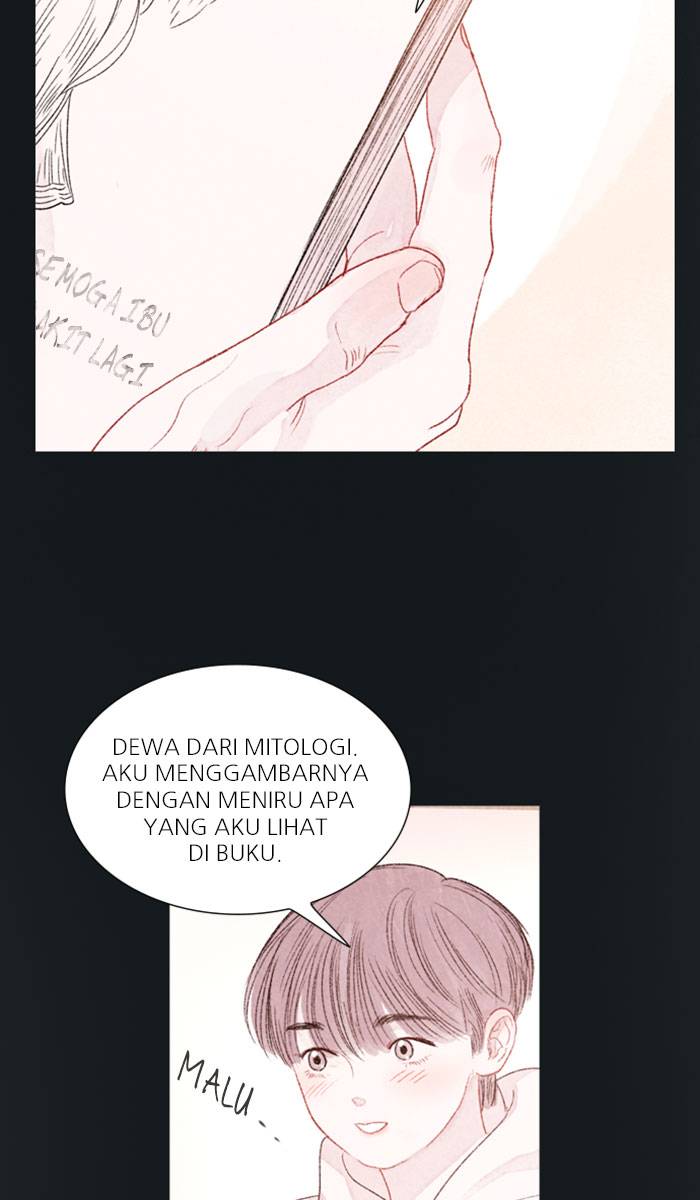 SEMOGA IBU
AKIT LAGI
DEWA DARI MITOLOGI.
AKU MENGGAMBARNYA
DENGAN MENIRU APA
YANG AKU LIHAT
DI BUKU.
MALU..